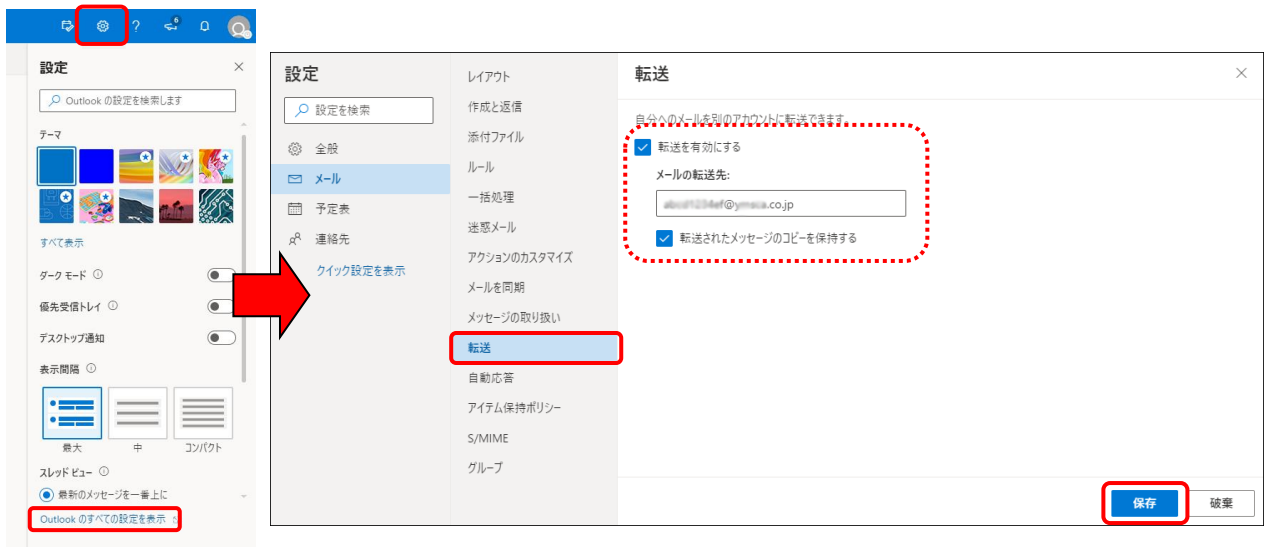 6
設定
Outlook の設定を検索します
テーマ
すべて表示
ダーク モード
優先受信トレイ
デスクトップ通知
表示間隔
最大
中
コンパクト
スレッド ビュー
最新のメッセージを一番上に
Outlook のすべての設定を表示
設定
設定を検索
全般
メール
予定表
連絡先
クイック設定を表示
レイアウト
作成と返信
添付ファイル
ルール
一括処理
迷惑メール
アクションのカスタマイズ
メールを同期
メッセージの取り扱い
転送
自動応答
アイテム保持ポリシー
S/MIME
グループ
転送
自分へのメールを別のアカウントに転送できます。
転送を有効にする
メールの転送先:
.co.jp
転送されたメッセージのコピーを保持する
保存
破棄